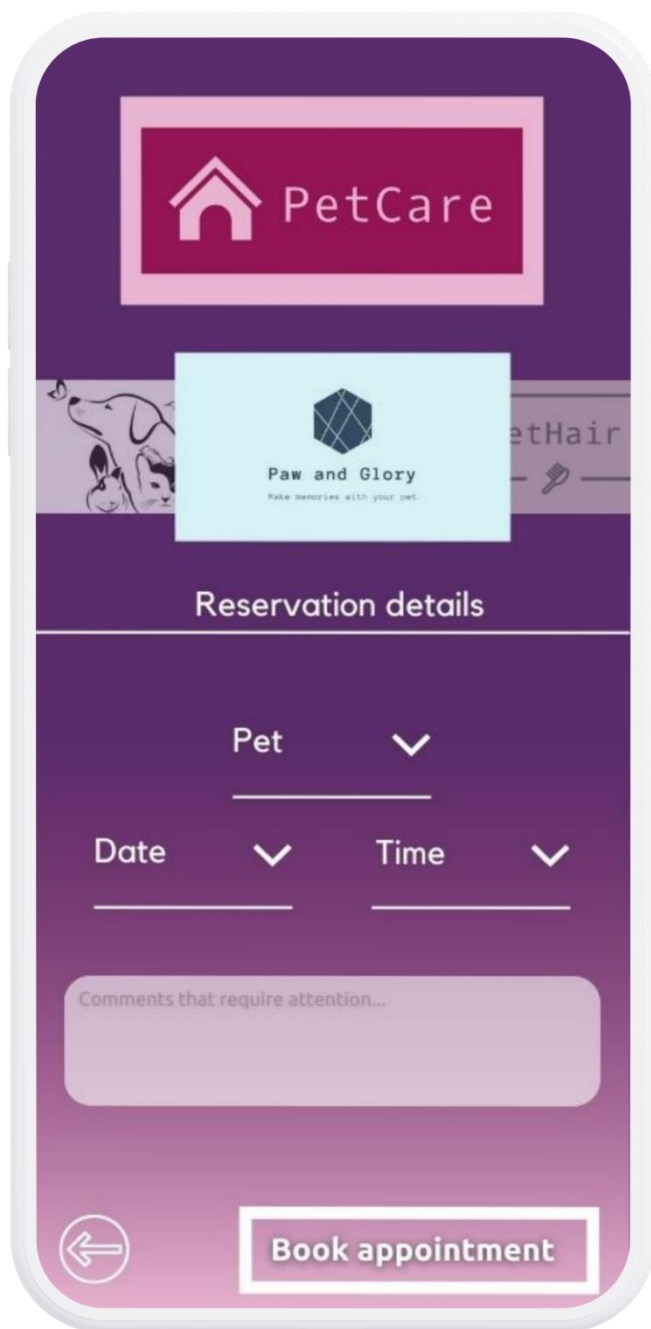 PetCare
Paw and Glory
Make memories with your pet
etHair
Reservation details
Pet
Date
Time
Comments that require attention...
Book appointment